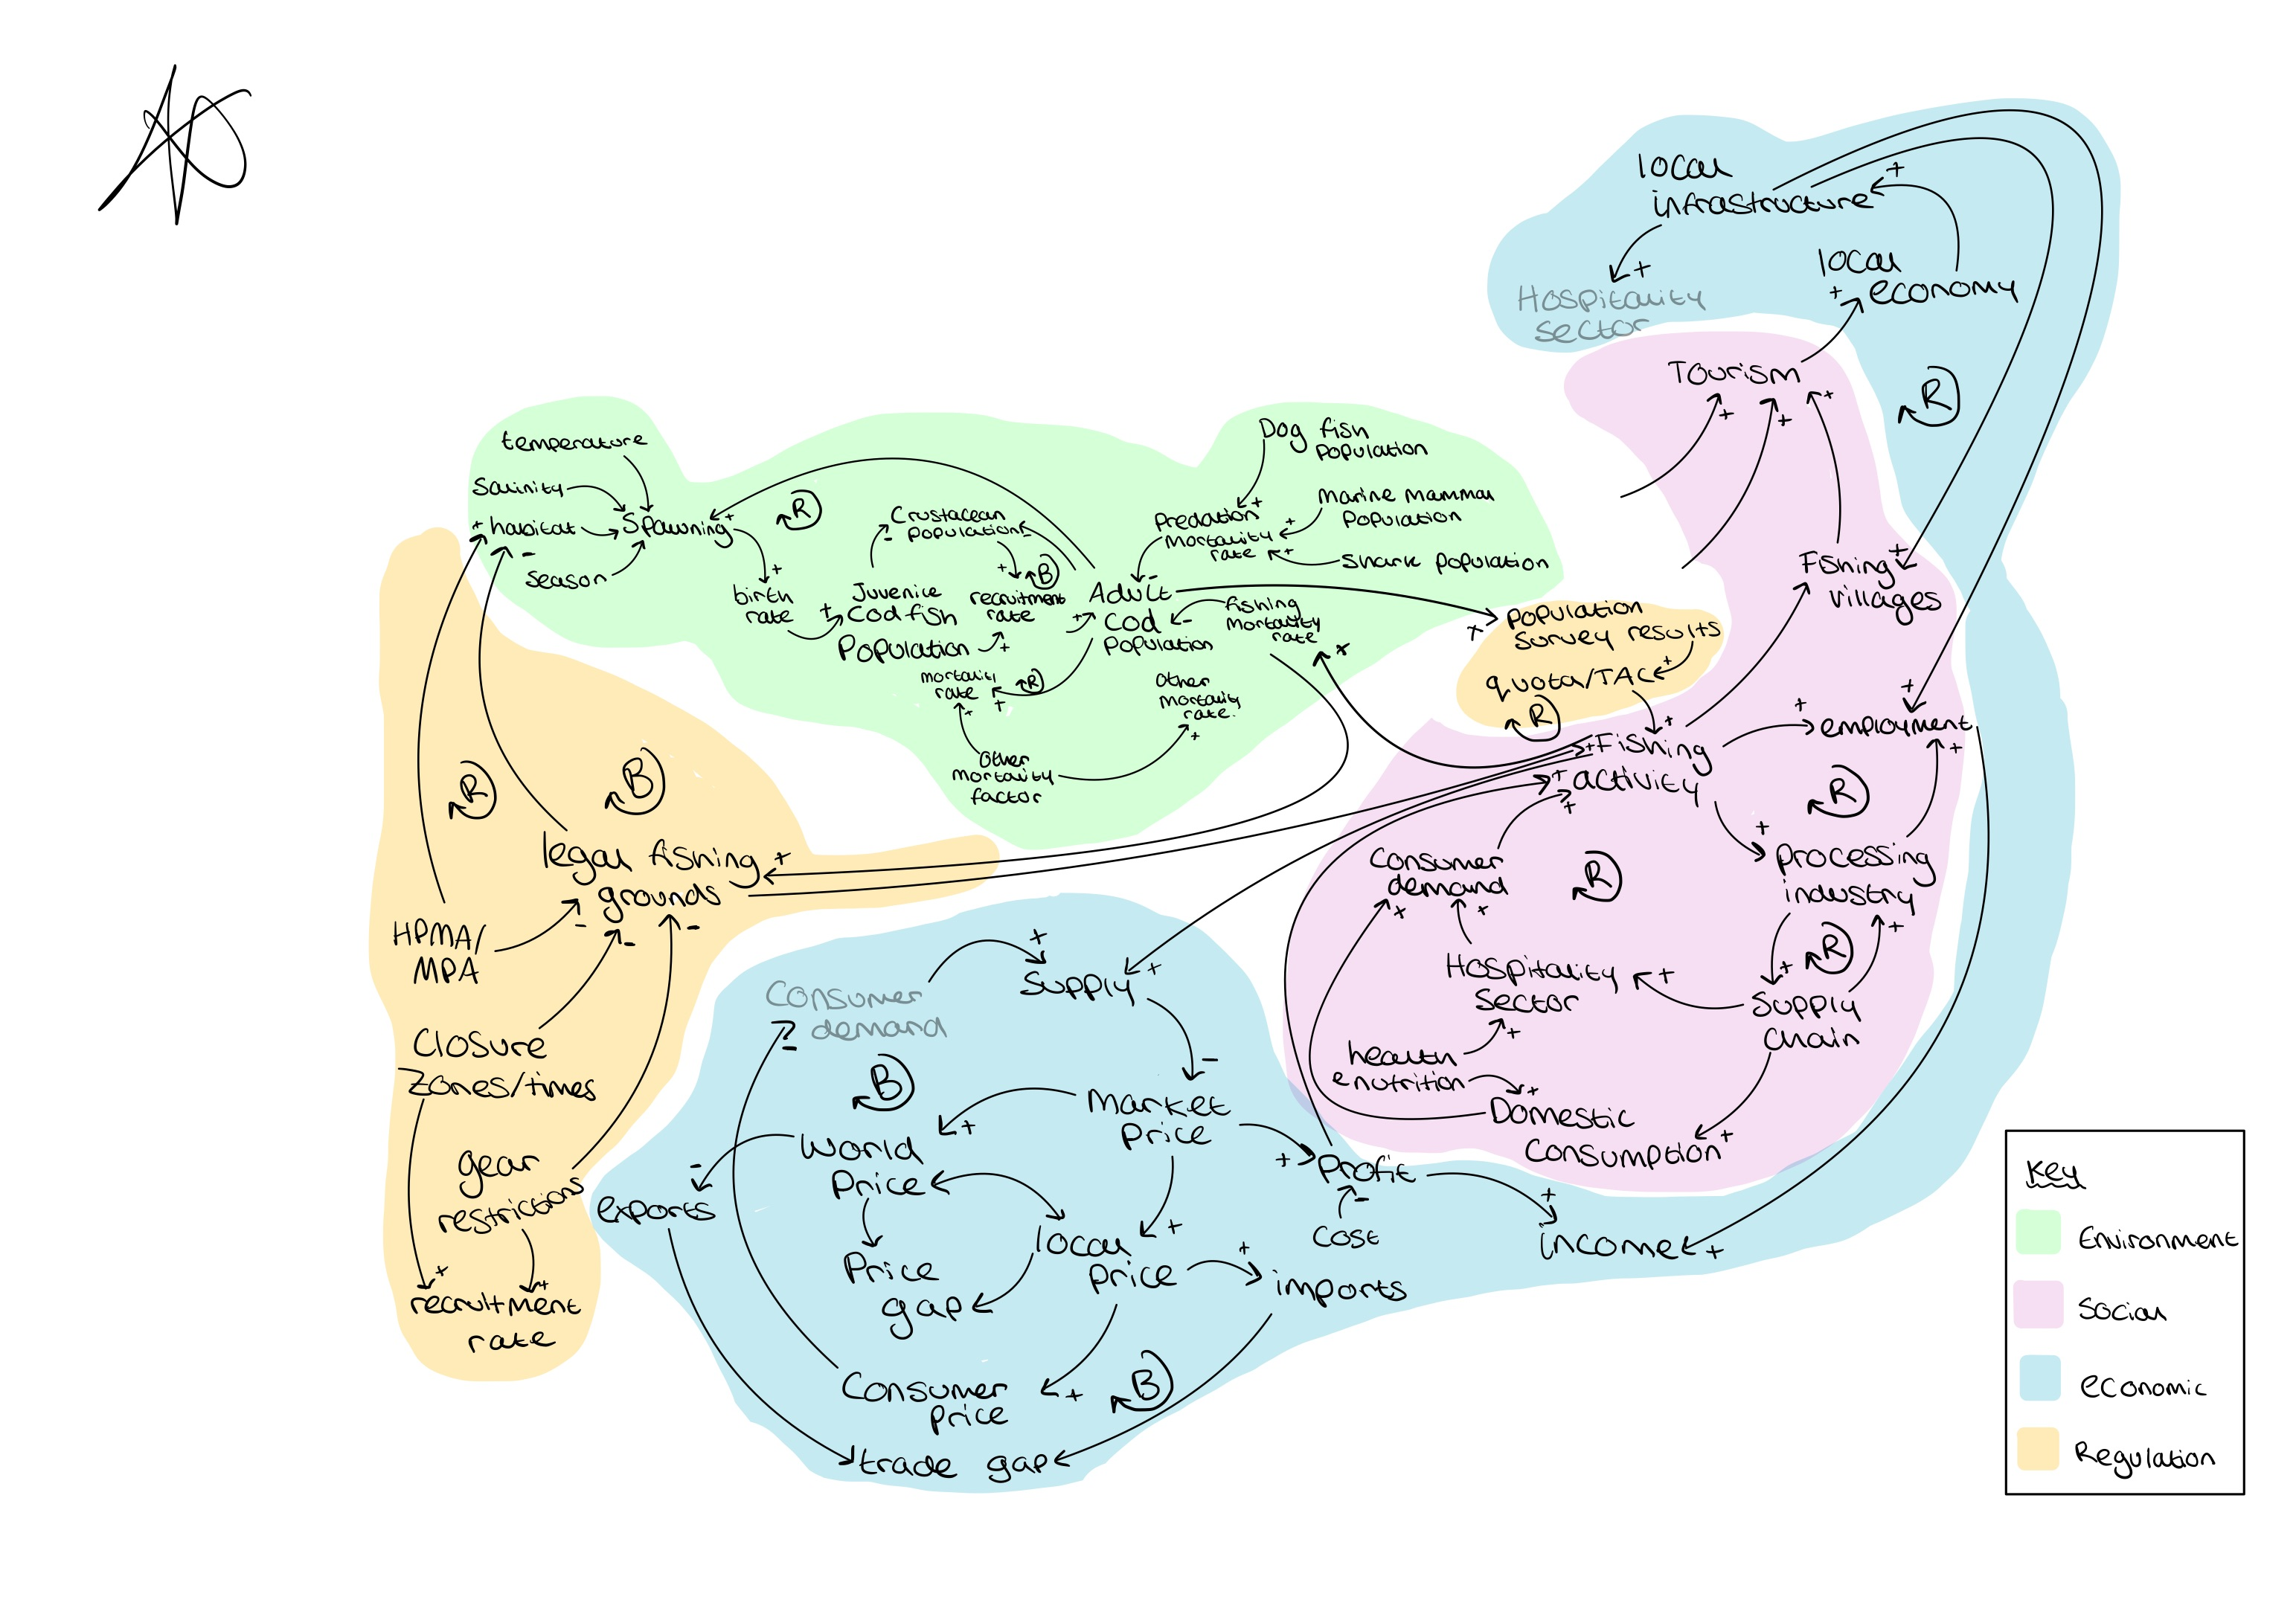 local
infrastructure
+
Hospitality
sector
+
local
economy
+
Tourism
+
+
+
R
Fishing
villages
+
employment
+
+
+
temperature
Salinity
+ habitat
-
season
Spawning
+
R
birth
rate
+
Juvenile
Codfish
Population
+
+
Crustacean
Population
-
-
recruitment
rate
+
B
Adult
Cod
Population
+
-
-
mortality
rate
+
+
R
Other
mortality
factor
Other
mortality
rate.
+
Dog fish
Population
Predation
mortality
rate
+
+
+
Marine Mammal
Population
Shark Population
fishing
mortality
rate
+
+
Population
Survey results
+
quota/TAC
R
+
Fishing
activity
+
+
+
R
+
Processing
industry
+
R
+
Supply
Chain
Consumer
demand
+
+
R
Hospitality
Sector
+
+
health
& nutrition
+
Domestic
Consumption
+
R
B
legal fishing
grounds
+
-
-
-
HPMA/
MPA
Closure
Zones/times
gear
restrictions
+
+
recruitment
rate
Consumer
demand
-
+
Supply
+
-
B
Market
Price
World
Price
+
-
exports
Price
gap
local
price
+
+
imports
Profit
+
-
cost
+
income
+
Consumer
price
+
B
trade gap
Key
Environment
Social
economic
Regulation